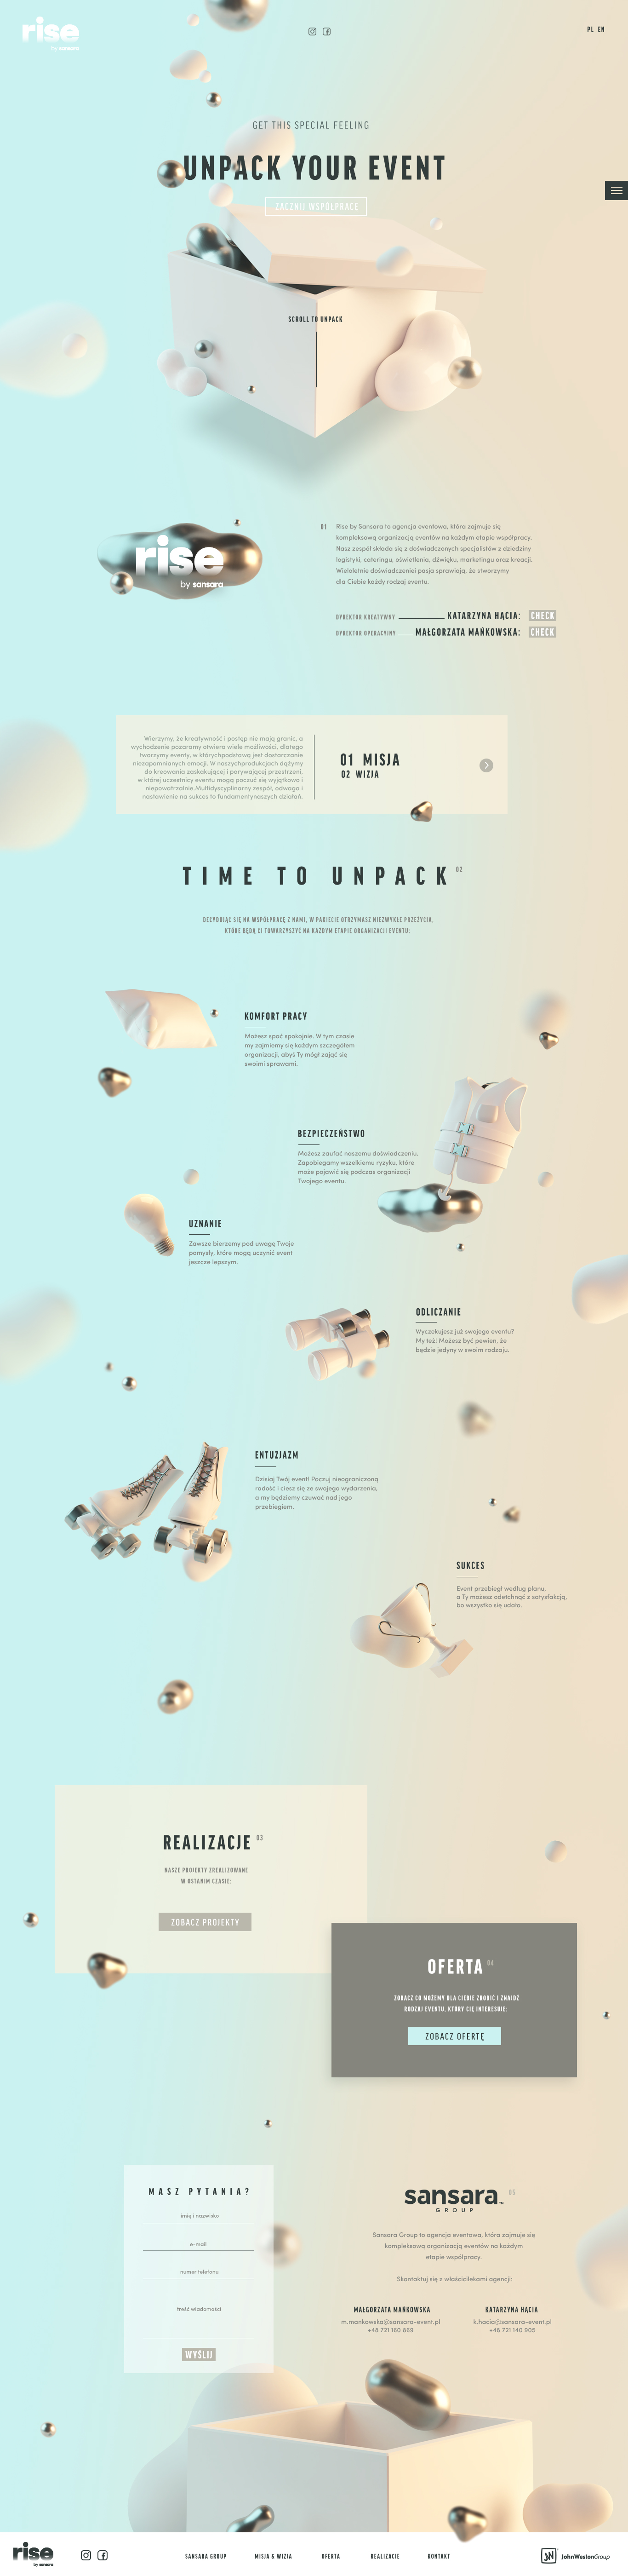 rise
by sansara
PL EN
GET THIS SPECIAL FEELING
UNPACK YOUR EVENT
ZACZNIJ WSPÓŁPRACĘ
SCROLL TO UNPACK
rise
by sansara
01
Rise by Sansara to agencja eventowa, która zajmuje się
kompleksową organizacją eventów na każdym etapie współpracy.
Nasz zespół składa się z doświadczonych specjalistów z dziedziny
logistyki, cateringu, oświetlenia, dźwięku, marketingu oraz kreacji.
Wieloletnie doświadczeniei pasja sprawiają, że stworzymy
dla Ciebie każdy rodzaj eventu.
DYREKTOR KREATYWNY KATARZYNA HĄCIA: CHECK
DYREKTOR OPERACYJNY MAŁGORZATA MAŃKOWSKA: CHECK
Wierzymy, że kreatywność i postęp nie mają granic, a
wychodzenie pozaramy otwiera wiele możliwości, dlatego
tworzymy eventy, w którychpodstawą jest dostarczanie
niezapomnianych emocji. W naszychprodukcjach dążymy
do kreowania zaskakującej i porywającej przestrzeni,
w której uczestnicy eventu mogą poczuć się wyjątkowo i
niepowatrzalnie.Multidyscyplinarny zespół, odwaga i
nastawienie na sukces to fundamentynaszych działań.
01 MISJA
02 WIZJA
TIME TO UNPACK 02
DECYDUJĄC SIĘ NA WSPÓŁPRACĘ Z NAMI, W PAKIECIE OTRZYMASZ NIEZWYKŁE PRZEŻYCIA,
KTÓRE BĘDĄ CI TOWARZYSZYĆ NA KAŻDYM ETAPIE ORGANIZACJI EVENTU:
KOMFORT PRACY
Możesz spać spokojnie. W tym czasie
my zajmiemy się każdym szczegółem
organizacji, abyś Ty mógł zająć się
swoimi sprawami.
BEZPIECZEŃSTWO
Możesz zaufać naszemu doświadczeniu.
Zapobiegamy wszelkiemu ryzyku, które
może pojawić się podczas organizacji
Twojego eventu.
UZNANIE
Zawsze bierzemy pod uwagę Twoje
pomysły, które mogą uczynić event
jeszcze lepszym.
ODLICZANIE
Wyczekujesz już swojego eventu?
My też! Możesz być pewien, że
będzie jedyny w swoim rodzaju.
ENTUZJAZM
Dzisiaj Twój event! Poczuj nieograniczoną
radość i ciesz się ze swojego wydarzenia,
a my będziemy czuwać nad jego
przebiegiem.
SUKCES
Event przebiegł według planu,
a Ty możesz odetchnąć z satysfakcją,
bo wszystko się udało.
REALIZACJE 03
NASZE PROJEKTY ZREALIZOWANE
W OSTANIM CZASIE:
ZOBACZ PROJEKTY
OFERTA 04
ZOBACZ CO MOŻEMY DLA CIEBIE ZROBIĆ I ZNAJDŹ
RODZAJ EVENTU, KTÓRY CIĘ INTERESUJE:
ZOBACZ OFERTĘ
MASZ PYTANIA?
imię i nazwisko
e-mail
numer telefonu
treść wiadomości
WYŚLIJ
sansara 05
GROUP
Sansara Group to agencja eventowa, która zajmuje się
kompleksową organizacją eventów na każdym
etapie współpracy.
Skontaktuj się z właścicilekami agencji:
MAŁGORZATA MAŃKOWSKA
m.mankowska@sansara-event.pl
+48 721 160 869
KATARZYNA HĄCIA
k.hacia@sansara-event.pl
+48 721 140 905
rise
by sansara
SANSARA GROUP
MISJA & WIZJA
OFERTA
REALIZACJE
KONTAKT
JW JohnWestenGroup